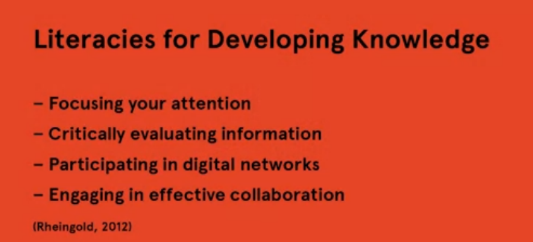 Literacies for Developing Knowledge
– Focusing your attention
– Critically evaluating information
– Participating in digital networks
– Engaging in effective collaboration
(Rheingold, 2012)